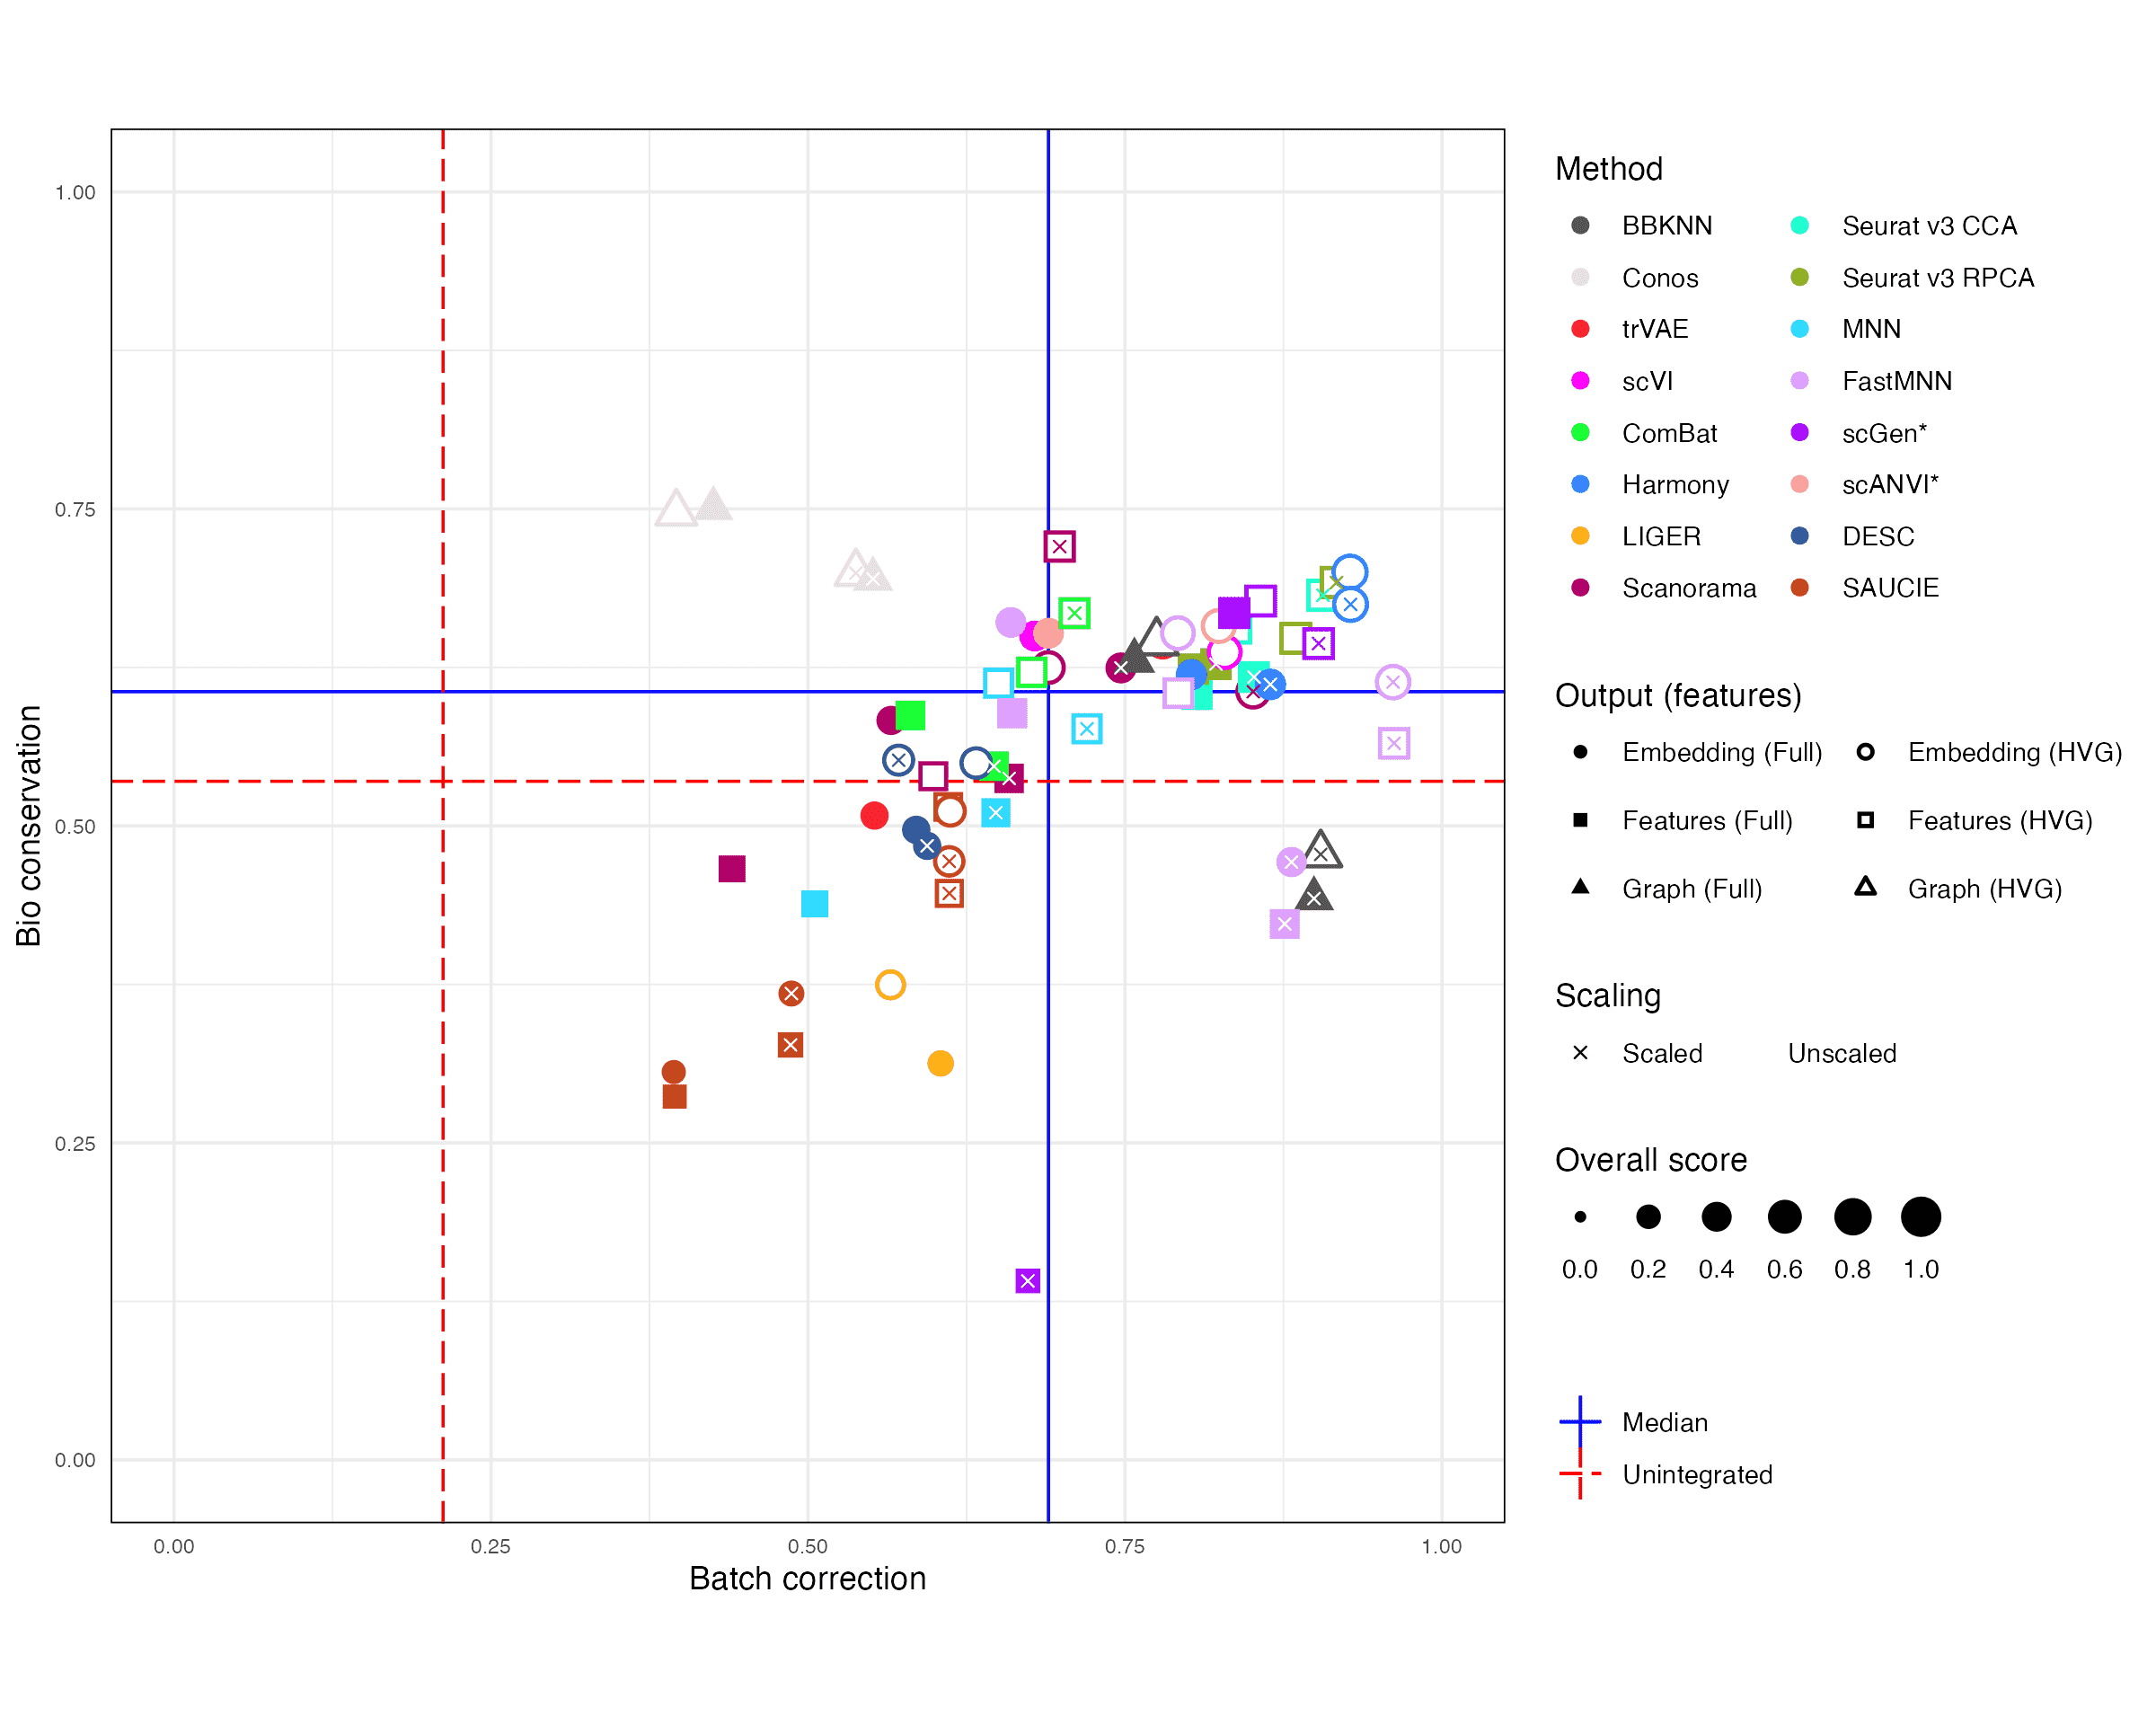 1.00
0.75
0.50
0.25
0.00
Bio conservation
0.00 0.25 0.50 0.75 1.00
Batch correction
Method
BBKNN Seurat v3 CCA
Conos Seurat v3 RPCA
trVAE MNN
scVI FastMNN
ComBat scGen*
Harmony scANVI*
LIGER DESC
Scanorama SAUCIE
Output (features)
Embedding (Full) Embedding (HVG)
Features (Full) Features (HVG)
Graph (Full) Graph (HVG)
Scaling
Scaled Unscaled
Overall score
0.0 0.2 0.4 0.6 0.8 1.0
Median
Unintegrated